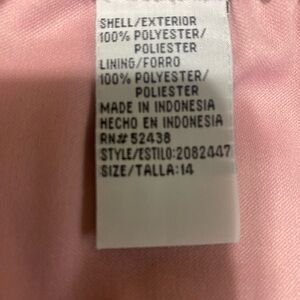 SHELL/EXTERIOR
100% POLYESTER/
POLIESTER
LINING/FORRO
100% POLYESTER/
POLIESTER
MADE IN INDONESIA
HECHO EN INDONESIA
RN# 52438
STYLE/ESTILO:2082447
SIZE/TALLA:14